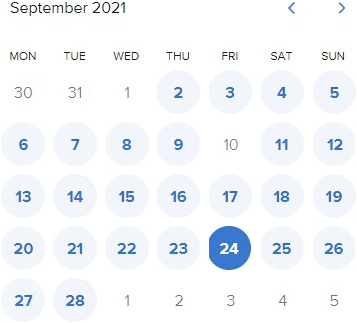 September 2021
MON TUE WED THU FRI SAT SUN
30 31 1 2 3 4 5
6 7 8 9 10 11 12
13 14 15 16 17 18 19
20 21 22 23 24 25 26
27 28 1 2 3 4 5